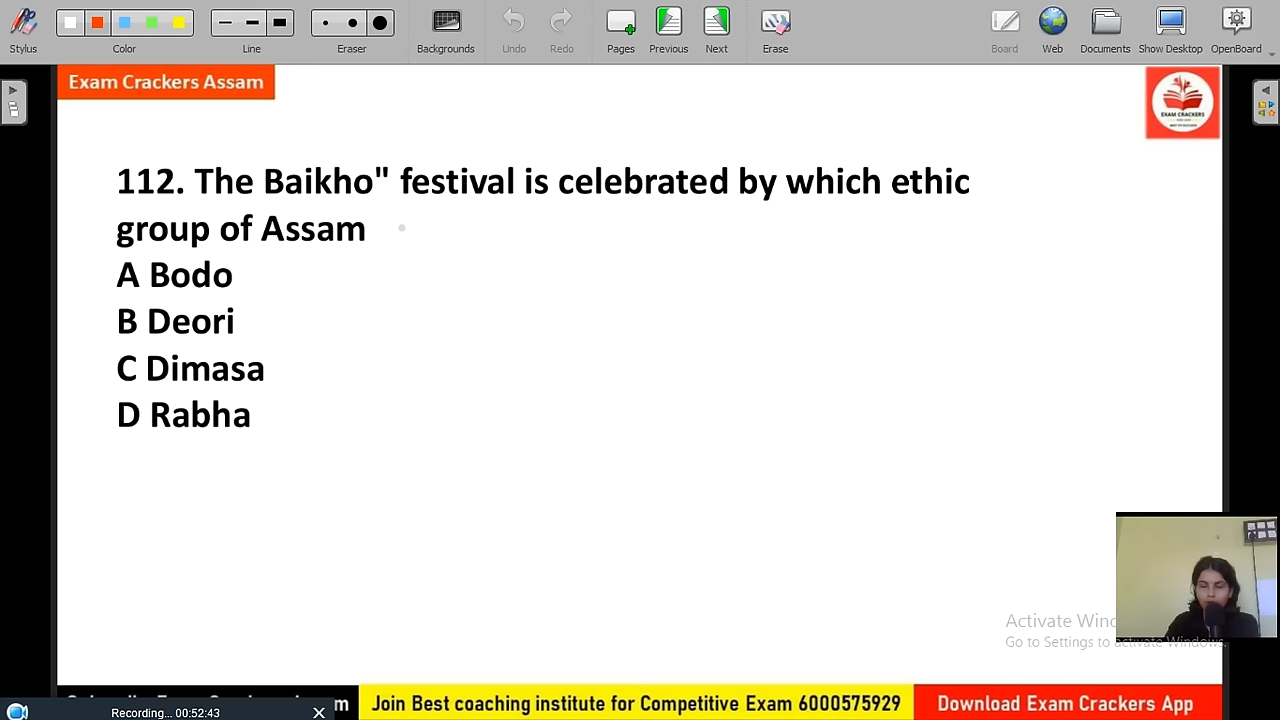 Stylus
Color
Line
Eraser
Backgrounds
Undo
Redo
Pages
Previous
Next
Erase
Board
Web
Documents
Show Desktop
OpenBoard
Exam Crackers Assam
EXAM CRACKERS
112. The Baikho" festival is celebrated by which ethic
group of Assam
A Bodo
B Deori
C Dimasa
D Rabha
Activate Wind
Go to Settings to activate Windows.
Join Best coaching institute for Competitive Exam 6000575929
Download Exam Crackers App
Recording... 00:52:43